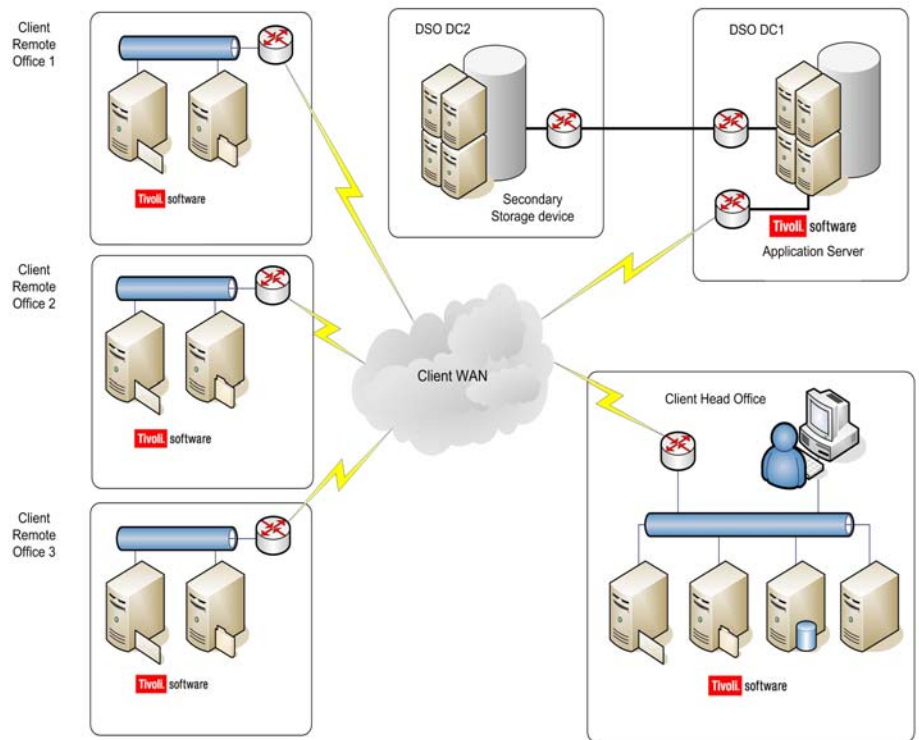 Client
Remote
Office 1
Tivoli. software
DSO DC2
Secondary
Storage device
DSO DC1
Tivoli. software
Application Server
Client
Remote
Office 2
Tivoli. software
Client WAN
Client Head Office
Tivoli. software
Client
Remote
Office 3
Tivoli. software